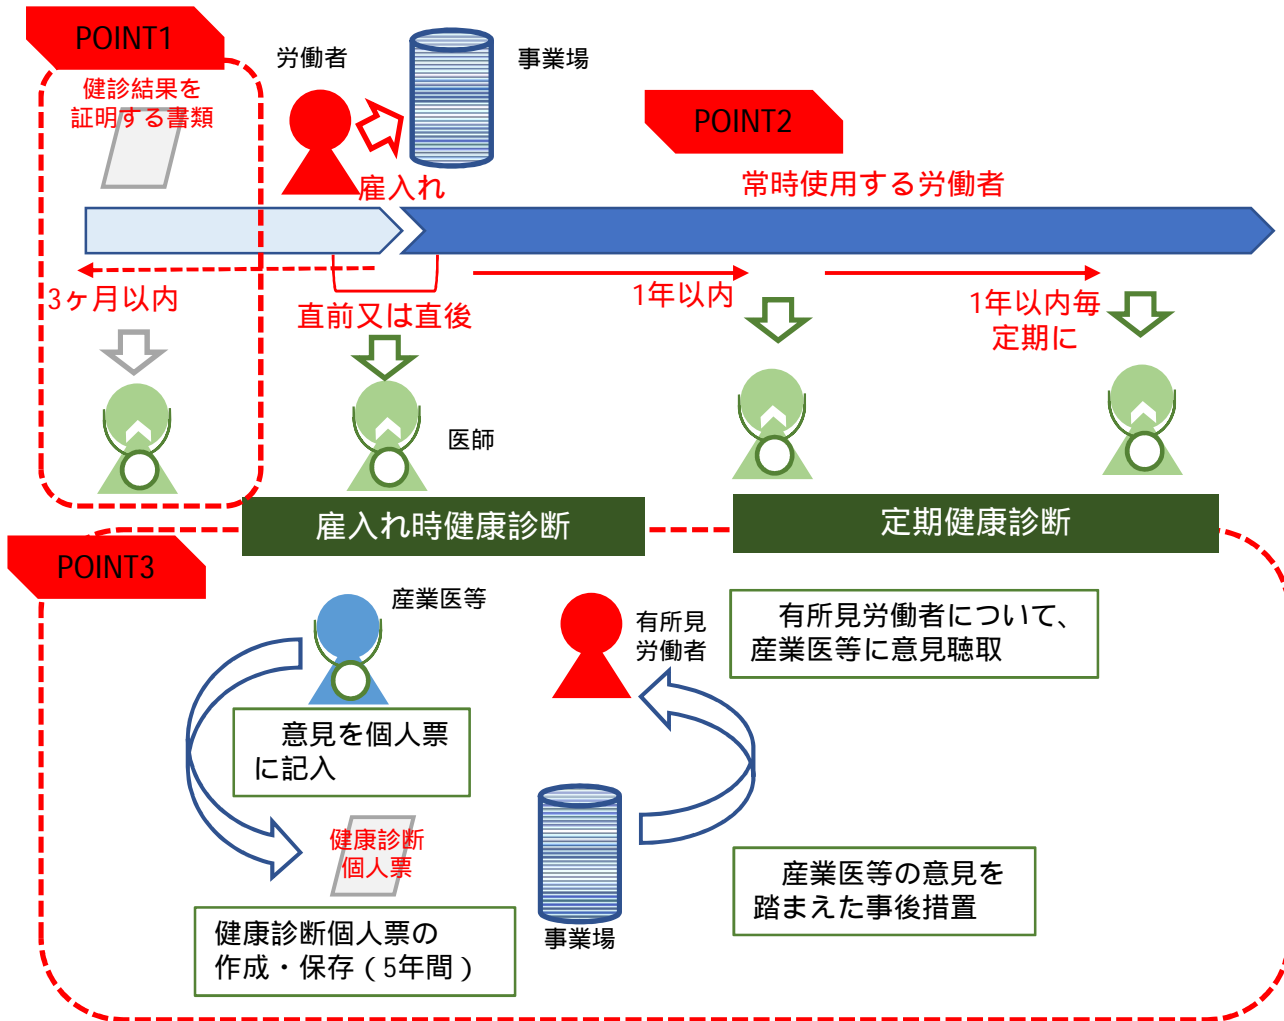 POINT1
健診結果を
証明する書類
労働者
事業場
雇入れ
POINT2
常時使用する労働者
3ヶ月以内
直前又は直後
1年以内
1年以内毎
定期に
医師
雇入れ時健康診断
定期健康診断
POINT3
産業医等
意見を個人票
に記入
健康診断
個人票
健康診断個人票の
作成・保存（5年間）
有所見
労働者
事業場
有所見労働者について、
産業医等に意見聴取
産業医等の意見を
踏まえた事後措置